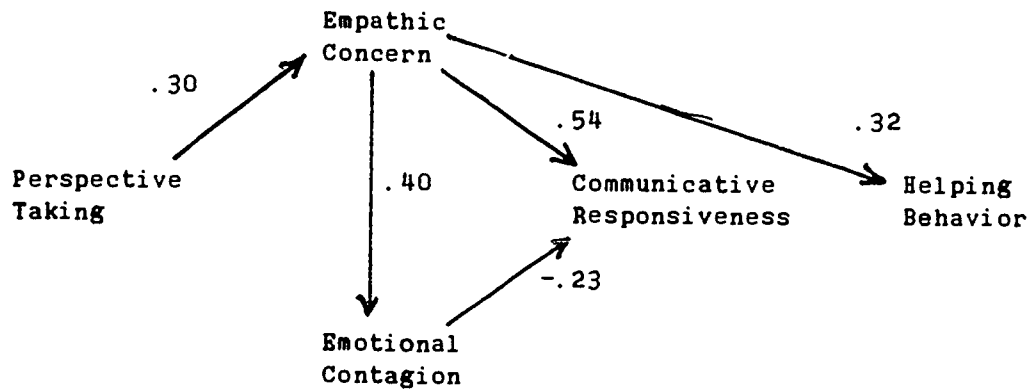 Empathic
Concern
.30
.54
.32
Perspective
Taking
.40
Communicative
Responsiveness
Helping
Behavior
-.23
Emotional
Contagion